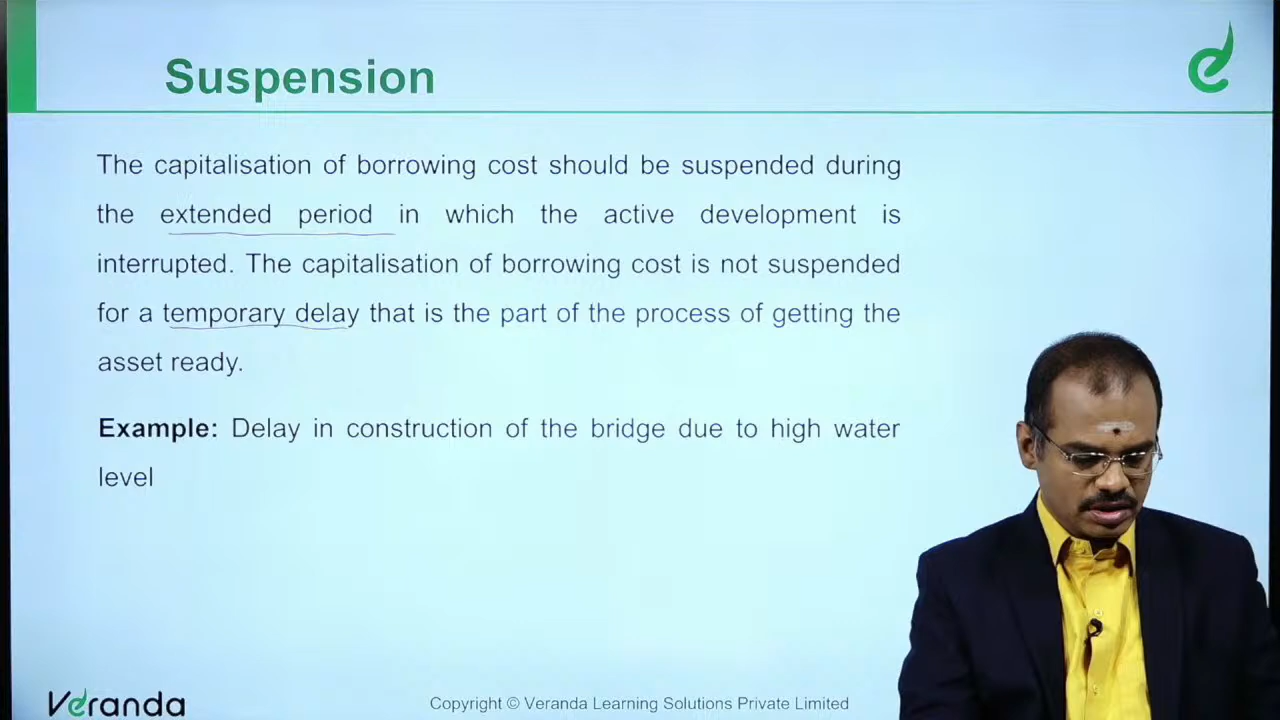 Suspension
The capitalisation of borrowing cost should be suspended during
the extended period in which the active development is
interrupted. The capitalisation of borrowing cost is not suspended
for a temporary delay that is the part of the process of getting the
asset ready.
Example: Delay in construction of the bridge due to high water
level
Veranda
Copyright © Veranda Learning Solutions Private Limited